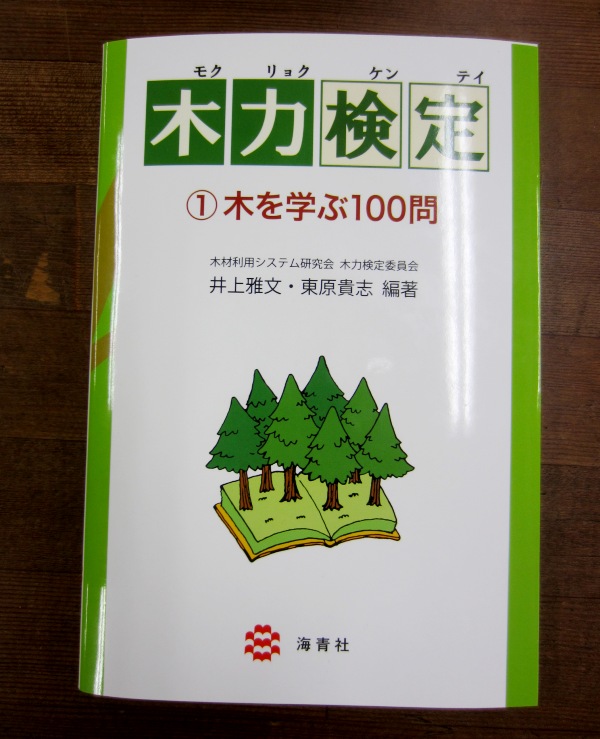 モク リョク ケン テイ
木力検定
①木を学ぶ100問
木材利用システム研究会 木力検定委員会
井上雅文・東原貴志 編著
海青社